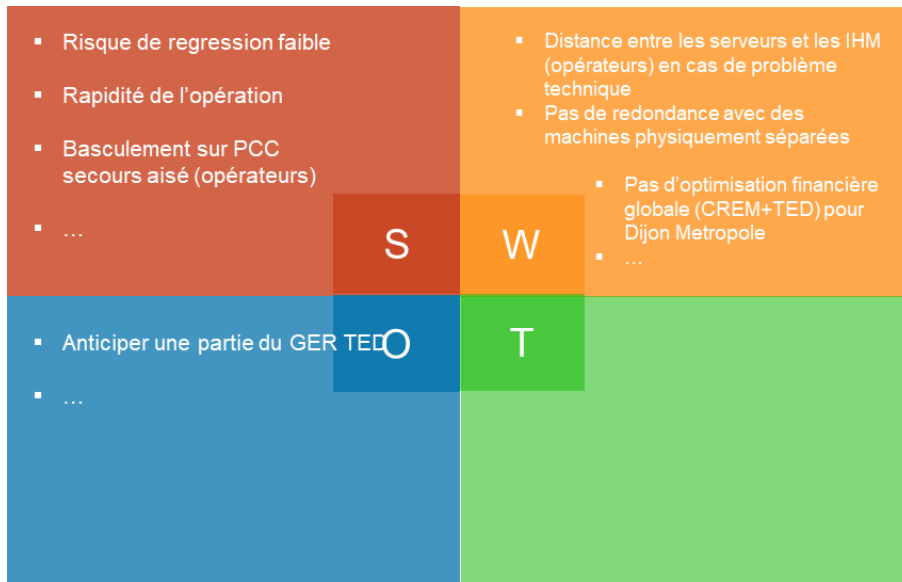 ▪ Risque de regression faible
▪ Rapidité de l'opération
▪ Basculement sur PCC
secours aisé (opérateurs)
▪ …
▪ Distance entre les serveurs et les IHM
(opérateurs) en cas de problème
technique
▪ Pas de redondance avec des
machines physiquement séparées
▪ Pas d'optimisation financière
globale (CREM+TED) pour
Dijon Metropole
▪ …
S
W
▪ Anticiper une partie du GER TED
▪ …
O
T